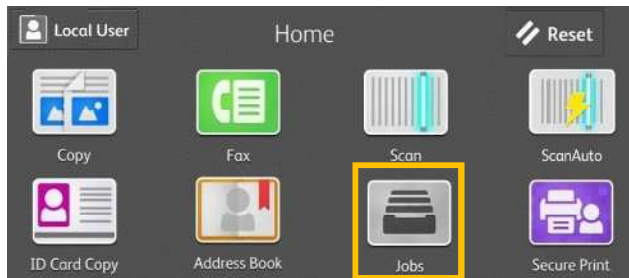 Local User
Home
Reset
Copy
Fax
Scan
ScanAuto
ID Card Copy
Address Book
Jobs
Secure Print